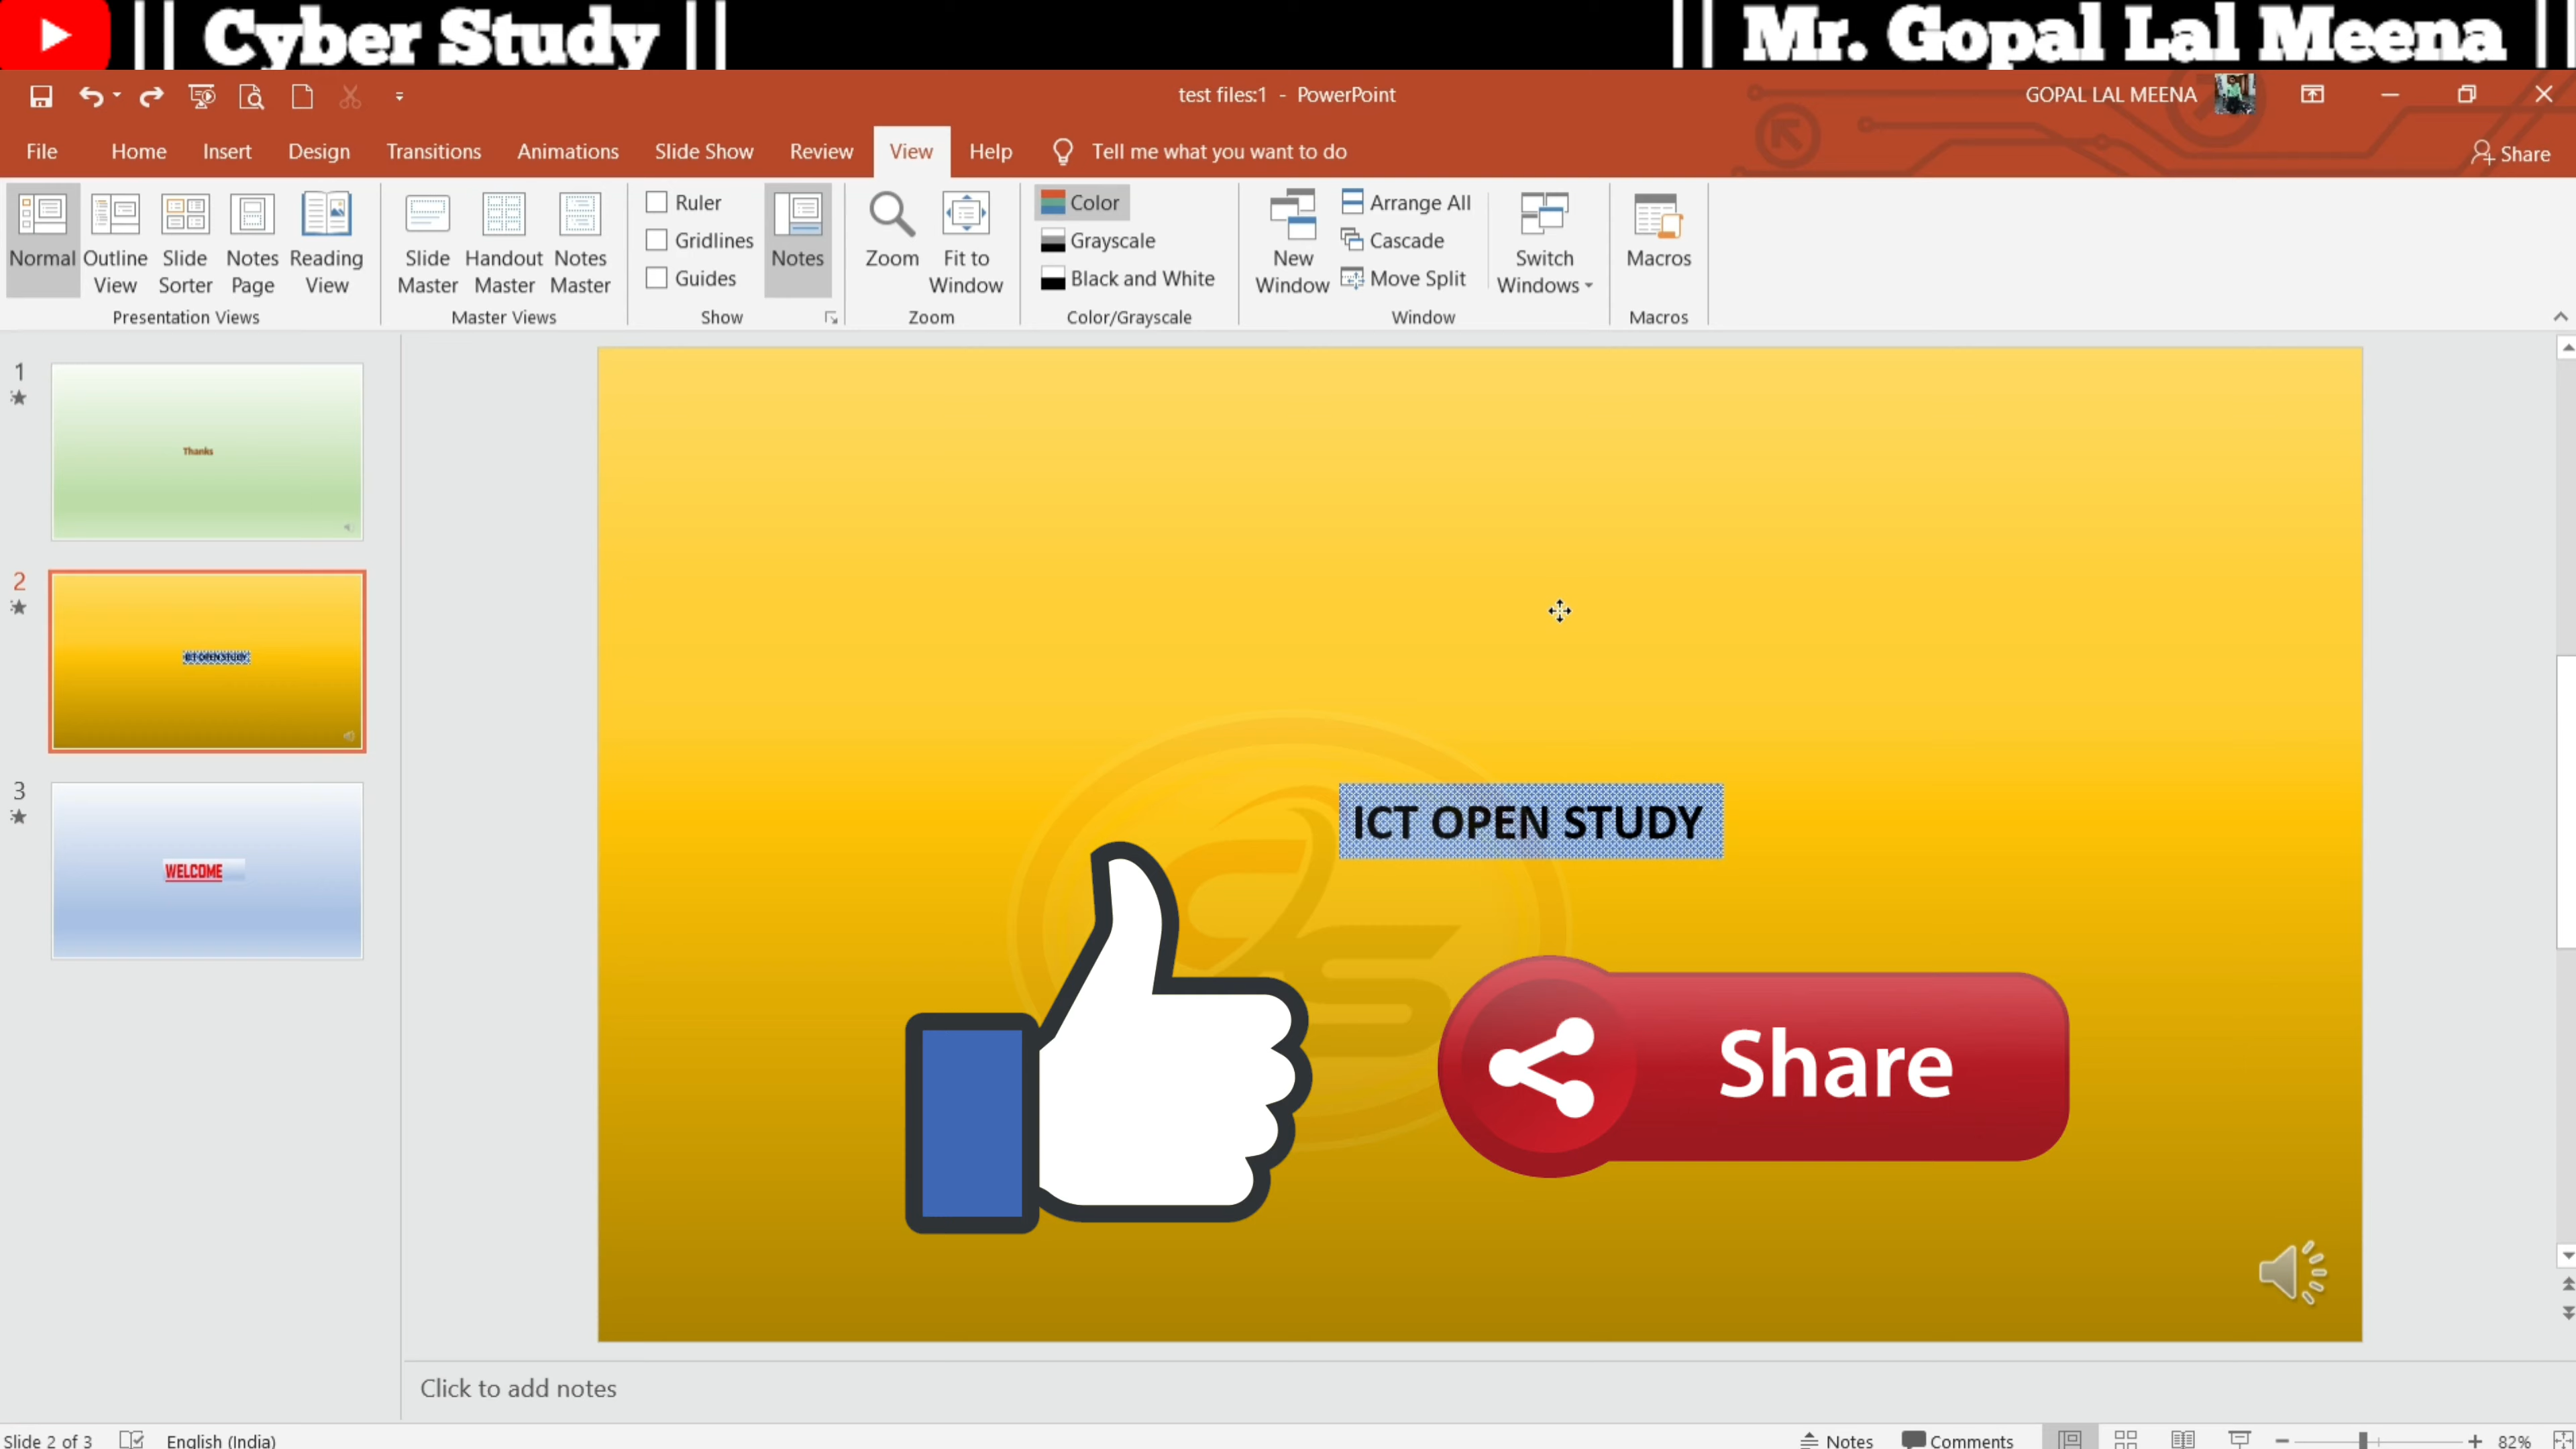 || Cyber Study ||
|| Mr. Gopal Lal Meena ||
test files:1 - PowerPoint
GOPAL LAL MEENA
File Home Insert Design Transitions Animations Slide Show Review View Help Tell me what you want to do
Share
Normal
Outline View
Slide Sorter
Notes Page
Reading View
Presentation Views
Slide Master
Handout Master
Notes Master
Master Views
Ruler
Gridlines
Guides
Notes
Show
Zoom
Fit to Window
Zoom
Color
Grayscale
Black and White
Color/Grayscale
New Window
Arrange All
Cascade
Move Split
Switch Windows
Window
Macros
Macros
1
Thanks
2
ICT OPEN STUDY
3
WELCOME
ICT OPEN STUDY
CS
Share
Click to add notes
Slide 2 of 3 English (India) Notes Comments 82%